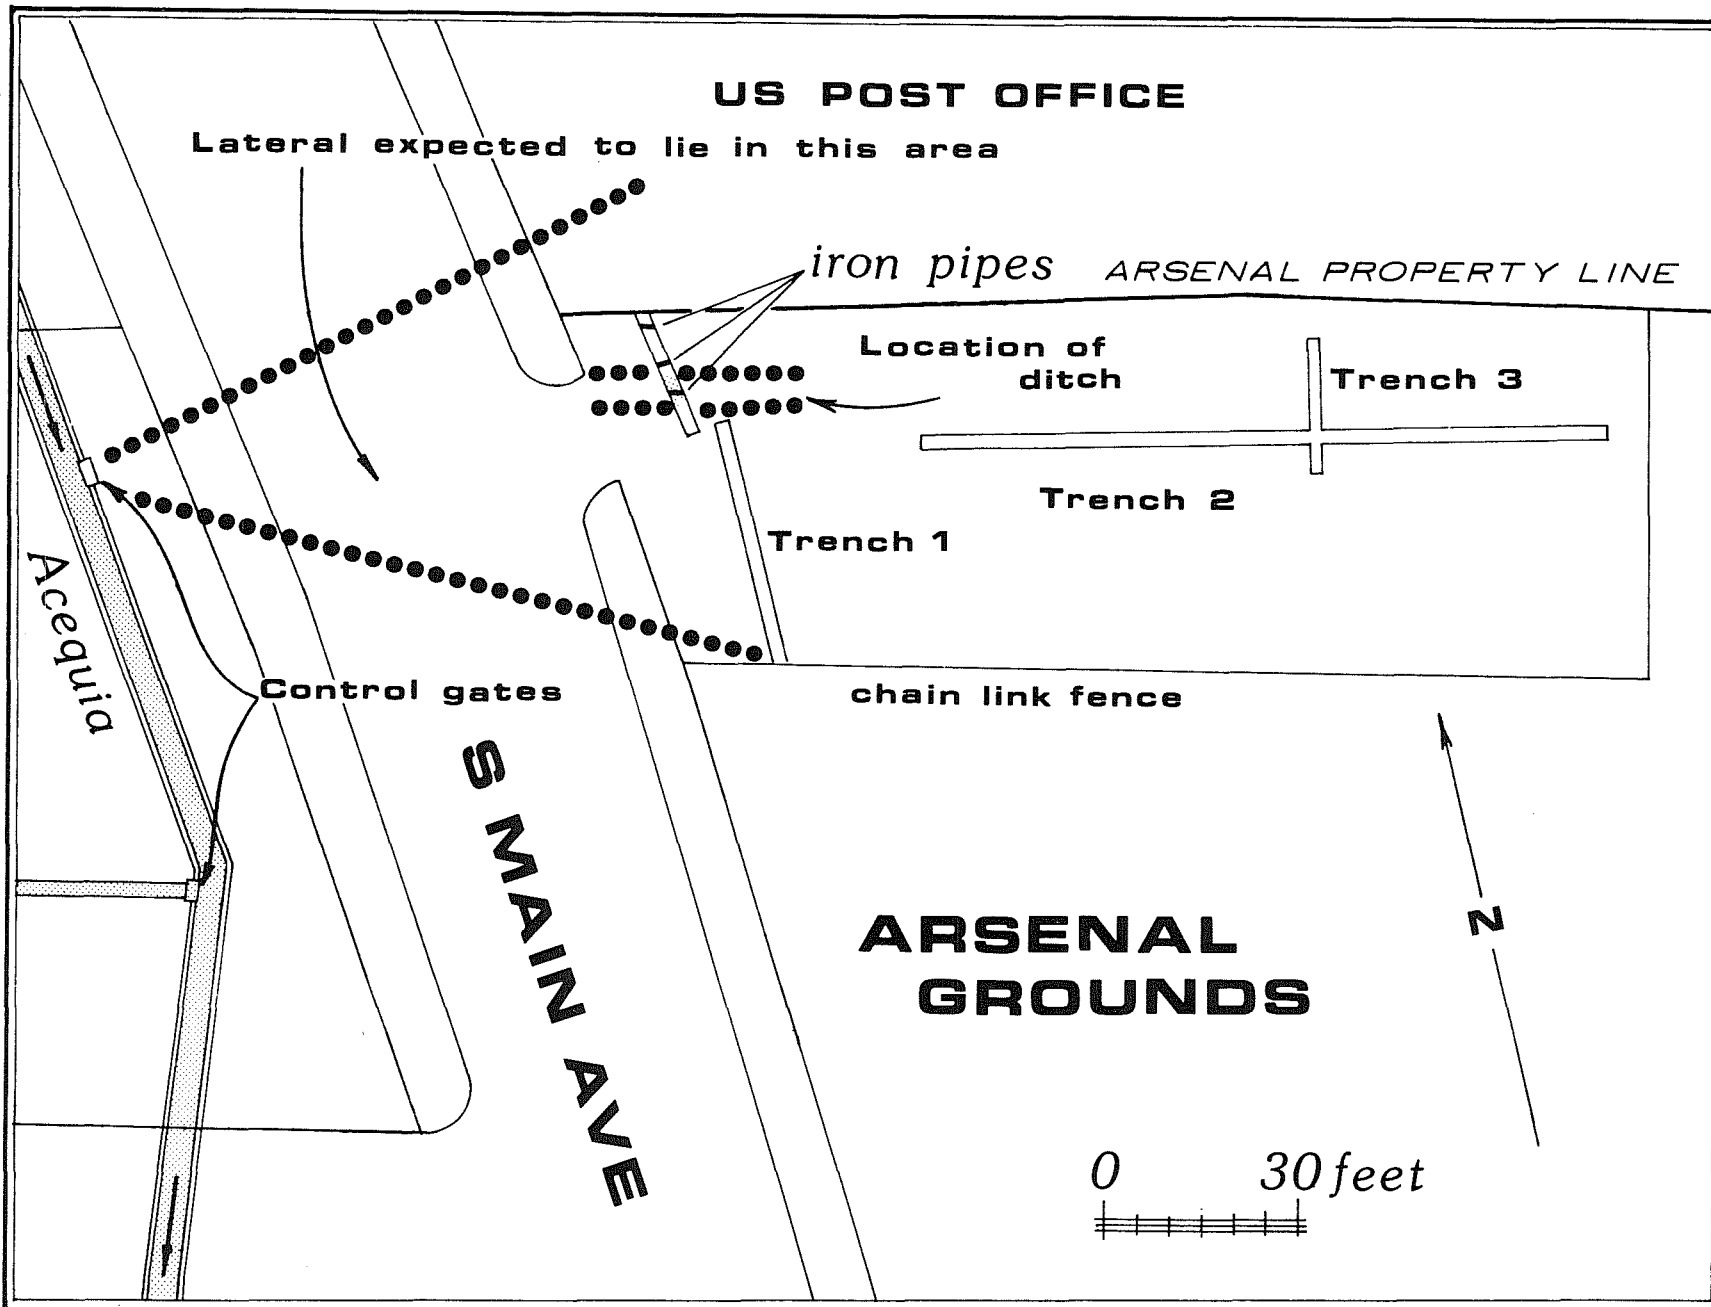 US POST OFFICE
Lateral expected to lie in this area
iron pipes
ARSENAL PROPERTY LINE
Location of
ditch
Trench 3
Trench 2
Trench 1
Acequia
Control gates
chain link fence
S MAIN AVE
ARSENAL
GROUNDS
N
0 30 feet